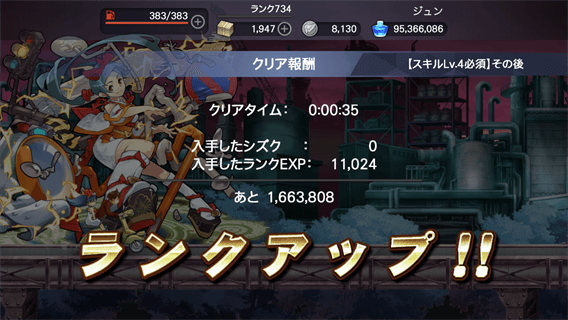 ランク734
ジュン
383/383
1,947
8,130
95,366,086
クリア報酬
【スキルLv.4必須】その後
クリアタイム： 0:00:35
入手したシズク ： 0
入手したランクEXP： 11,024
あと 1,663,808
ランクアップ!!